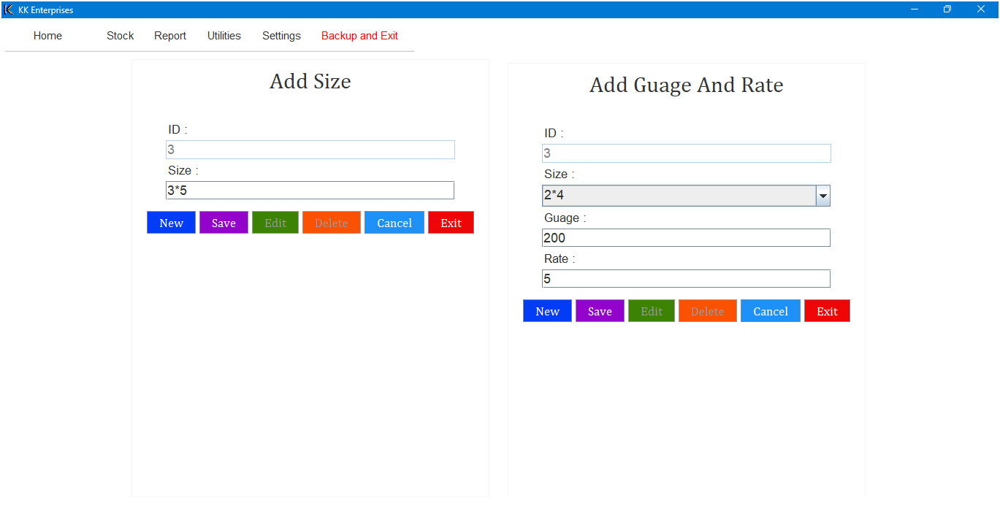 KK Enterprises
Home Stock Report Utilities Settings Backup and Exit
Add Size
ID :
3
Size :
3*5
New Save Edit Delete Cancel Exit
Add Guage And Rate
ID :
3
Size :
2*4
Guage :
200
Rate :
5
New Save Edit Delete Cancel Exit